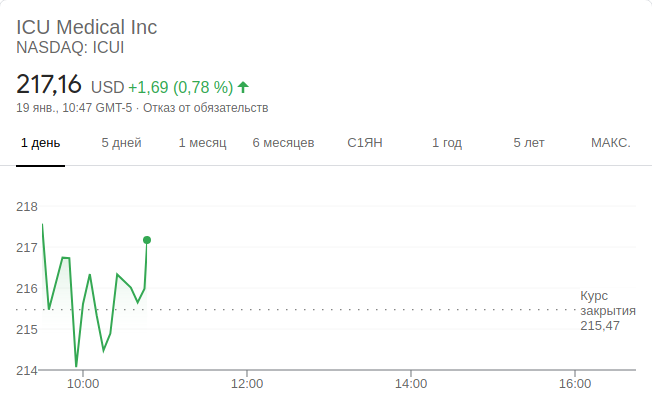 ICU Medical Inc
NASDAQ: ICUI
217,16 USD +1,69 (0,78 %)
19 янв., 10:47 GMT-5 · Отказ от обязательств
1 день 5 дней 1 месяц 6 месяцев С1ЯН 1 год 5 лет МАКС.
218
217
216
Курс
закрытия
215,47
215
214
10:00 12:00 14:00 16:00